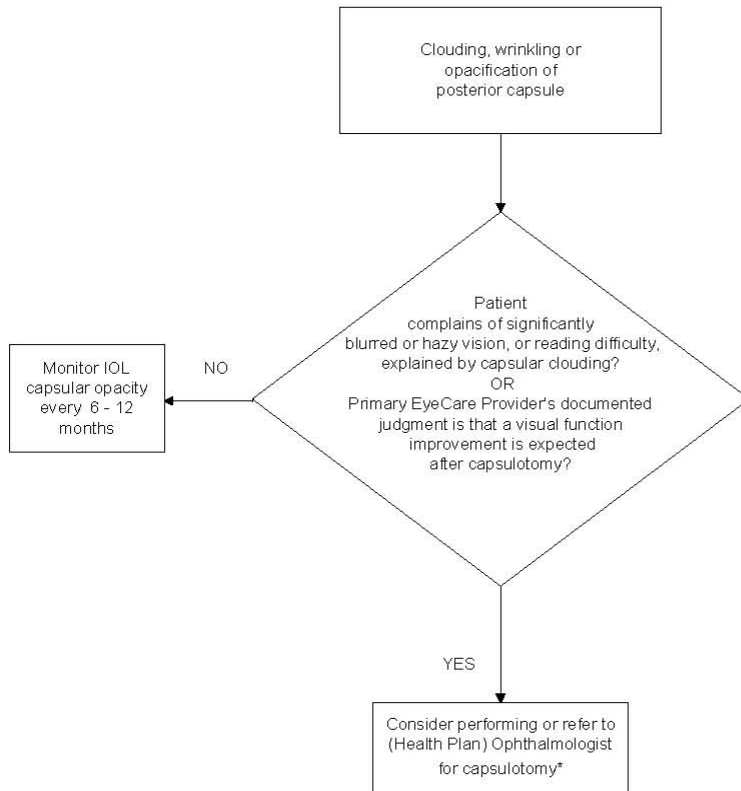 Clouding, wrinkling or
opacification of
posterior capsule
Patient
complains of significantly
blurred or hazy vision, or reading difficulty,
explained by capsular clouding?
OR
Primary EyeCare Provider's documented
judgment is that a visual function
improvement is expected
after capsulotomy?
NO
Monitor IOL
capsular opacity
every 6 - 12
months
YES
Consider performing or refer to
(Health Plan) Ophthalmologist
for capsulotomy*